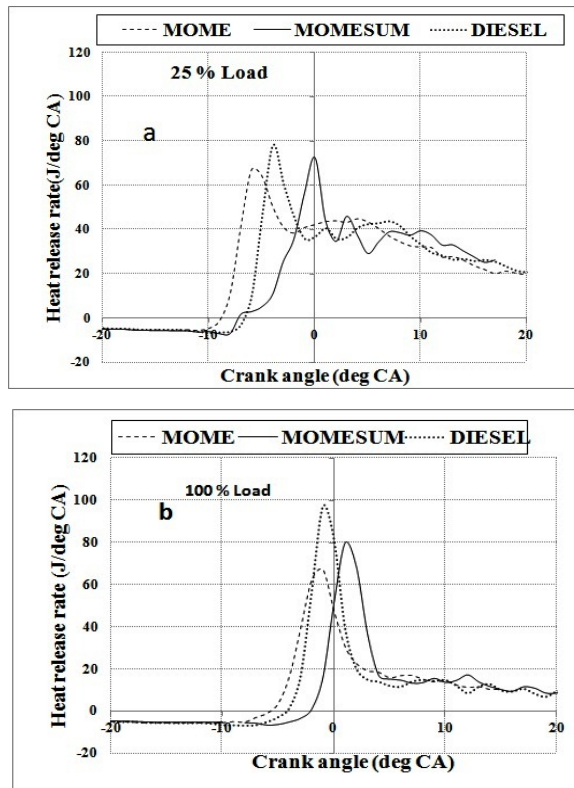 MOME MOMESUM DIESEL
120
25 % Load
100
a
80
60
40
20
0
-20
-20 -10 0 10 20
Heat release rate(J/deg CA)
Crank angle (deg CA)
MOME MOMESUM DIESEL
120
b 100 % Load
100
80
60
40
20
0
-20
-20 -10 0 10 20
Heat release rate (J/deg CA)
Crank angle (deg CA)